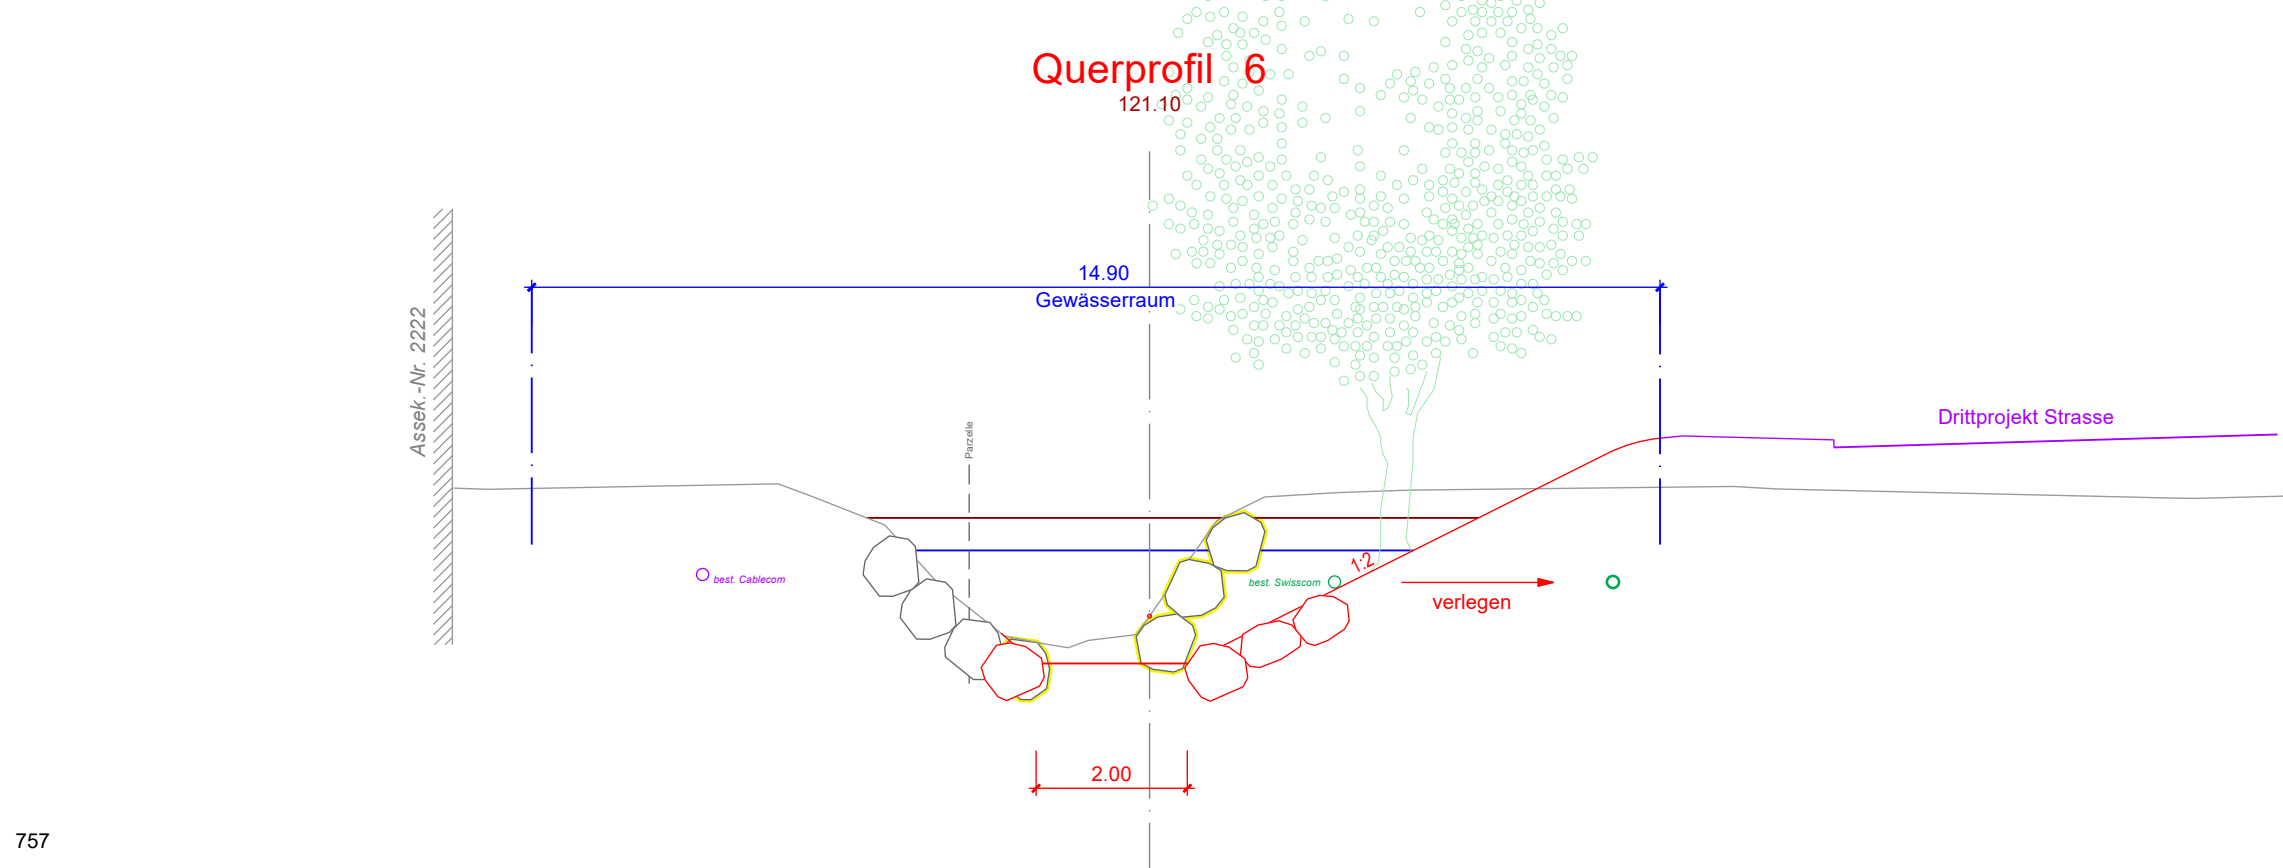 Querprofil 6
121.10
14.90
Gewässerraum
Assek.-Nr. 2222
Parzelle
Drittprojekt Strasse
best. Cablecom
best. Swisscom
1:2
verlegen
2.00
757